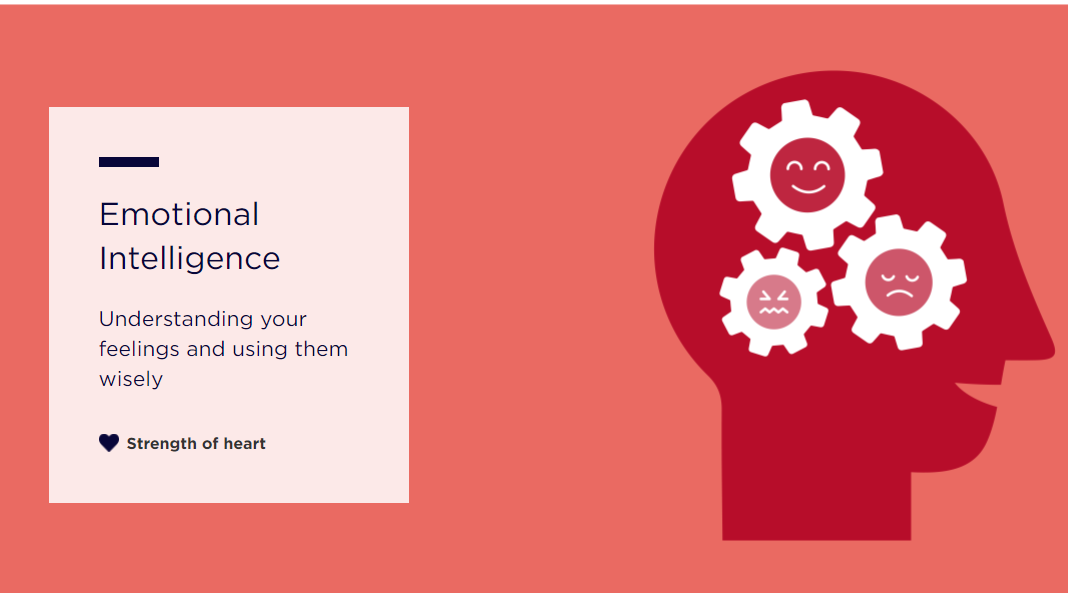 Emotional
Intelligence
Understanding your
feelings and using them
wisely
Strength of heart